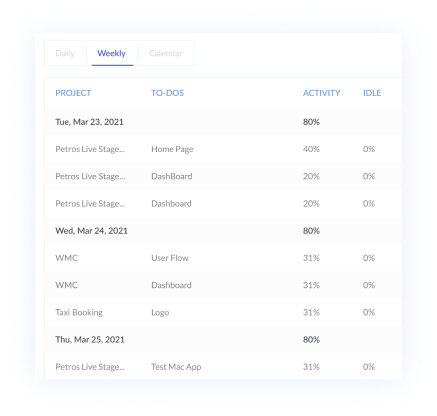 Daily Weekly Calendar
PROJECT TO-DOS ACTIVITY IDLE
Tue, Mar 23, 2021 80%
Petros Live Stage... Home Page 40% 0%
Petros Live Stage... DashBoard 20% 0%
Petros Live Stage... Dashboard 20% 0%
Wed, Mar 24, 2021 80%
WMC User Flow 31% 0%
WMC Dashboard 31% 0%
Taxi Booking Logo 31% 0%
Thu, Mar 25, 2021 80%
Petros Live Stage... Test Mac App 31% 0%